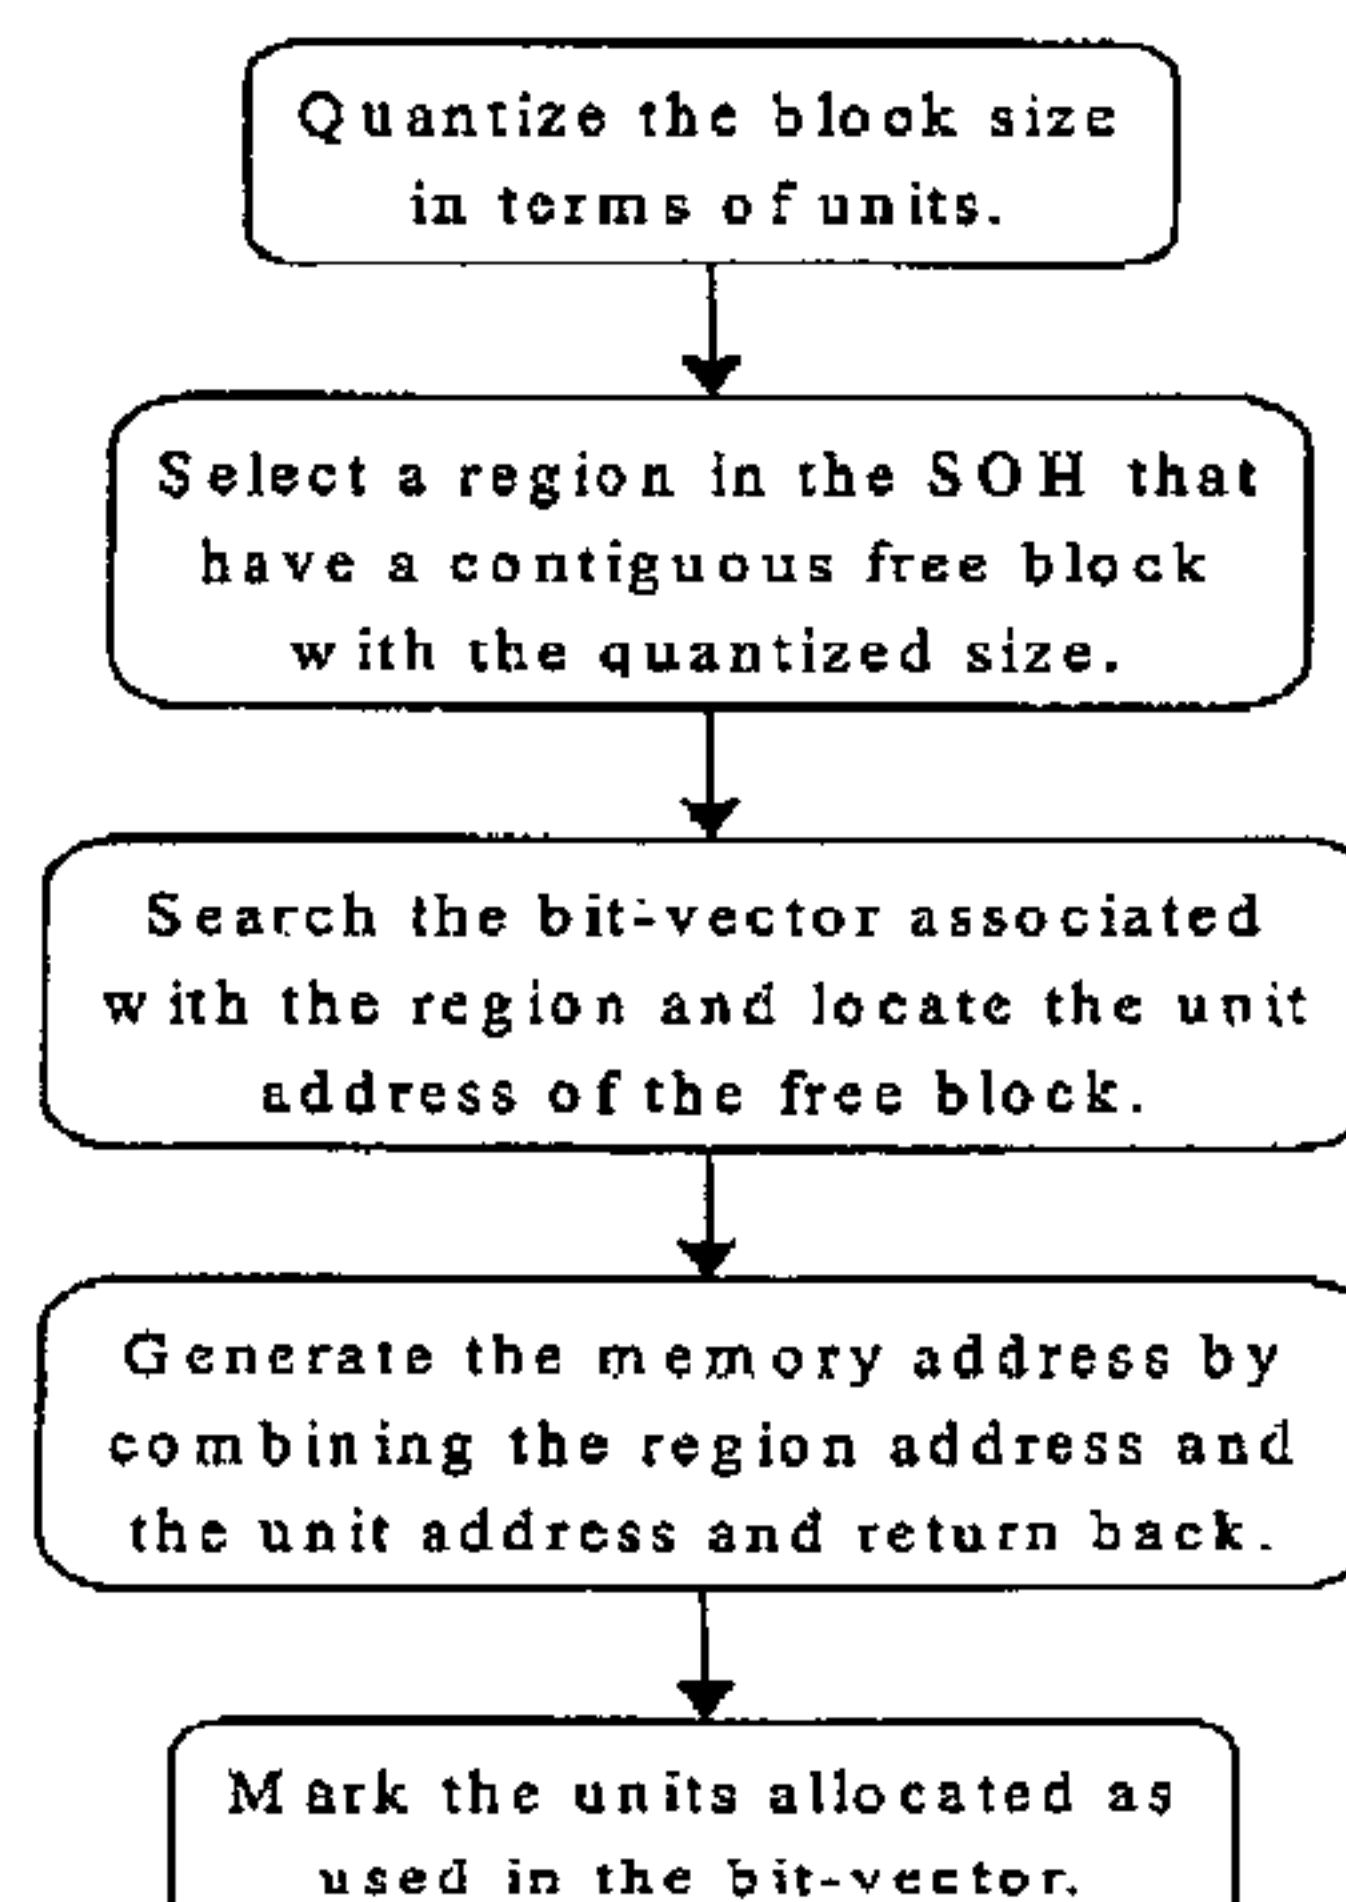 Quantize the block size
in terms of units.
Select a region in the SOH that
have a contiguous free block
with the quantized size.
Search the bit-vector associated
with the region and locate the unit
address of the free block.
Generate the memory address by
combining the region address and
the unit address and return back.
Mark the units allocated as
used in the bit-vector.